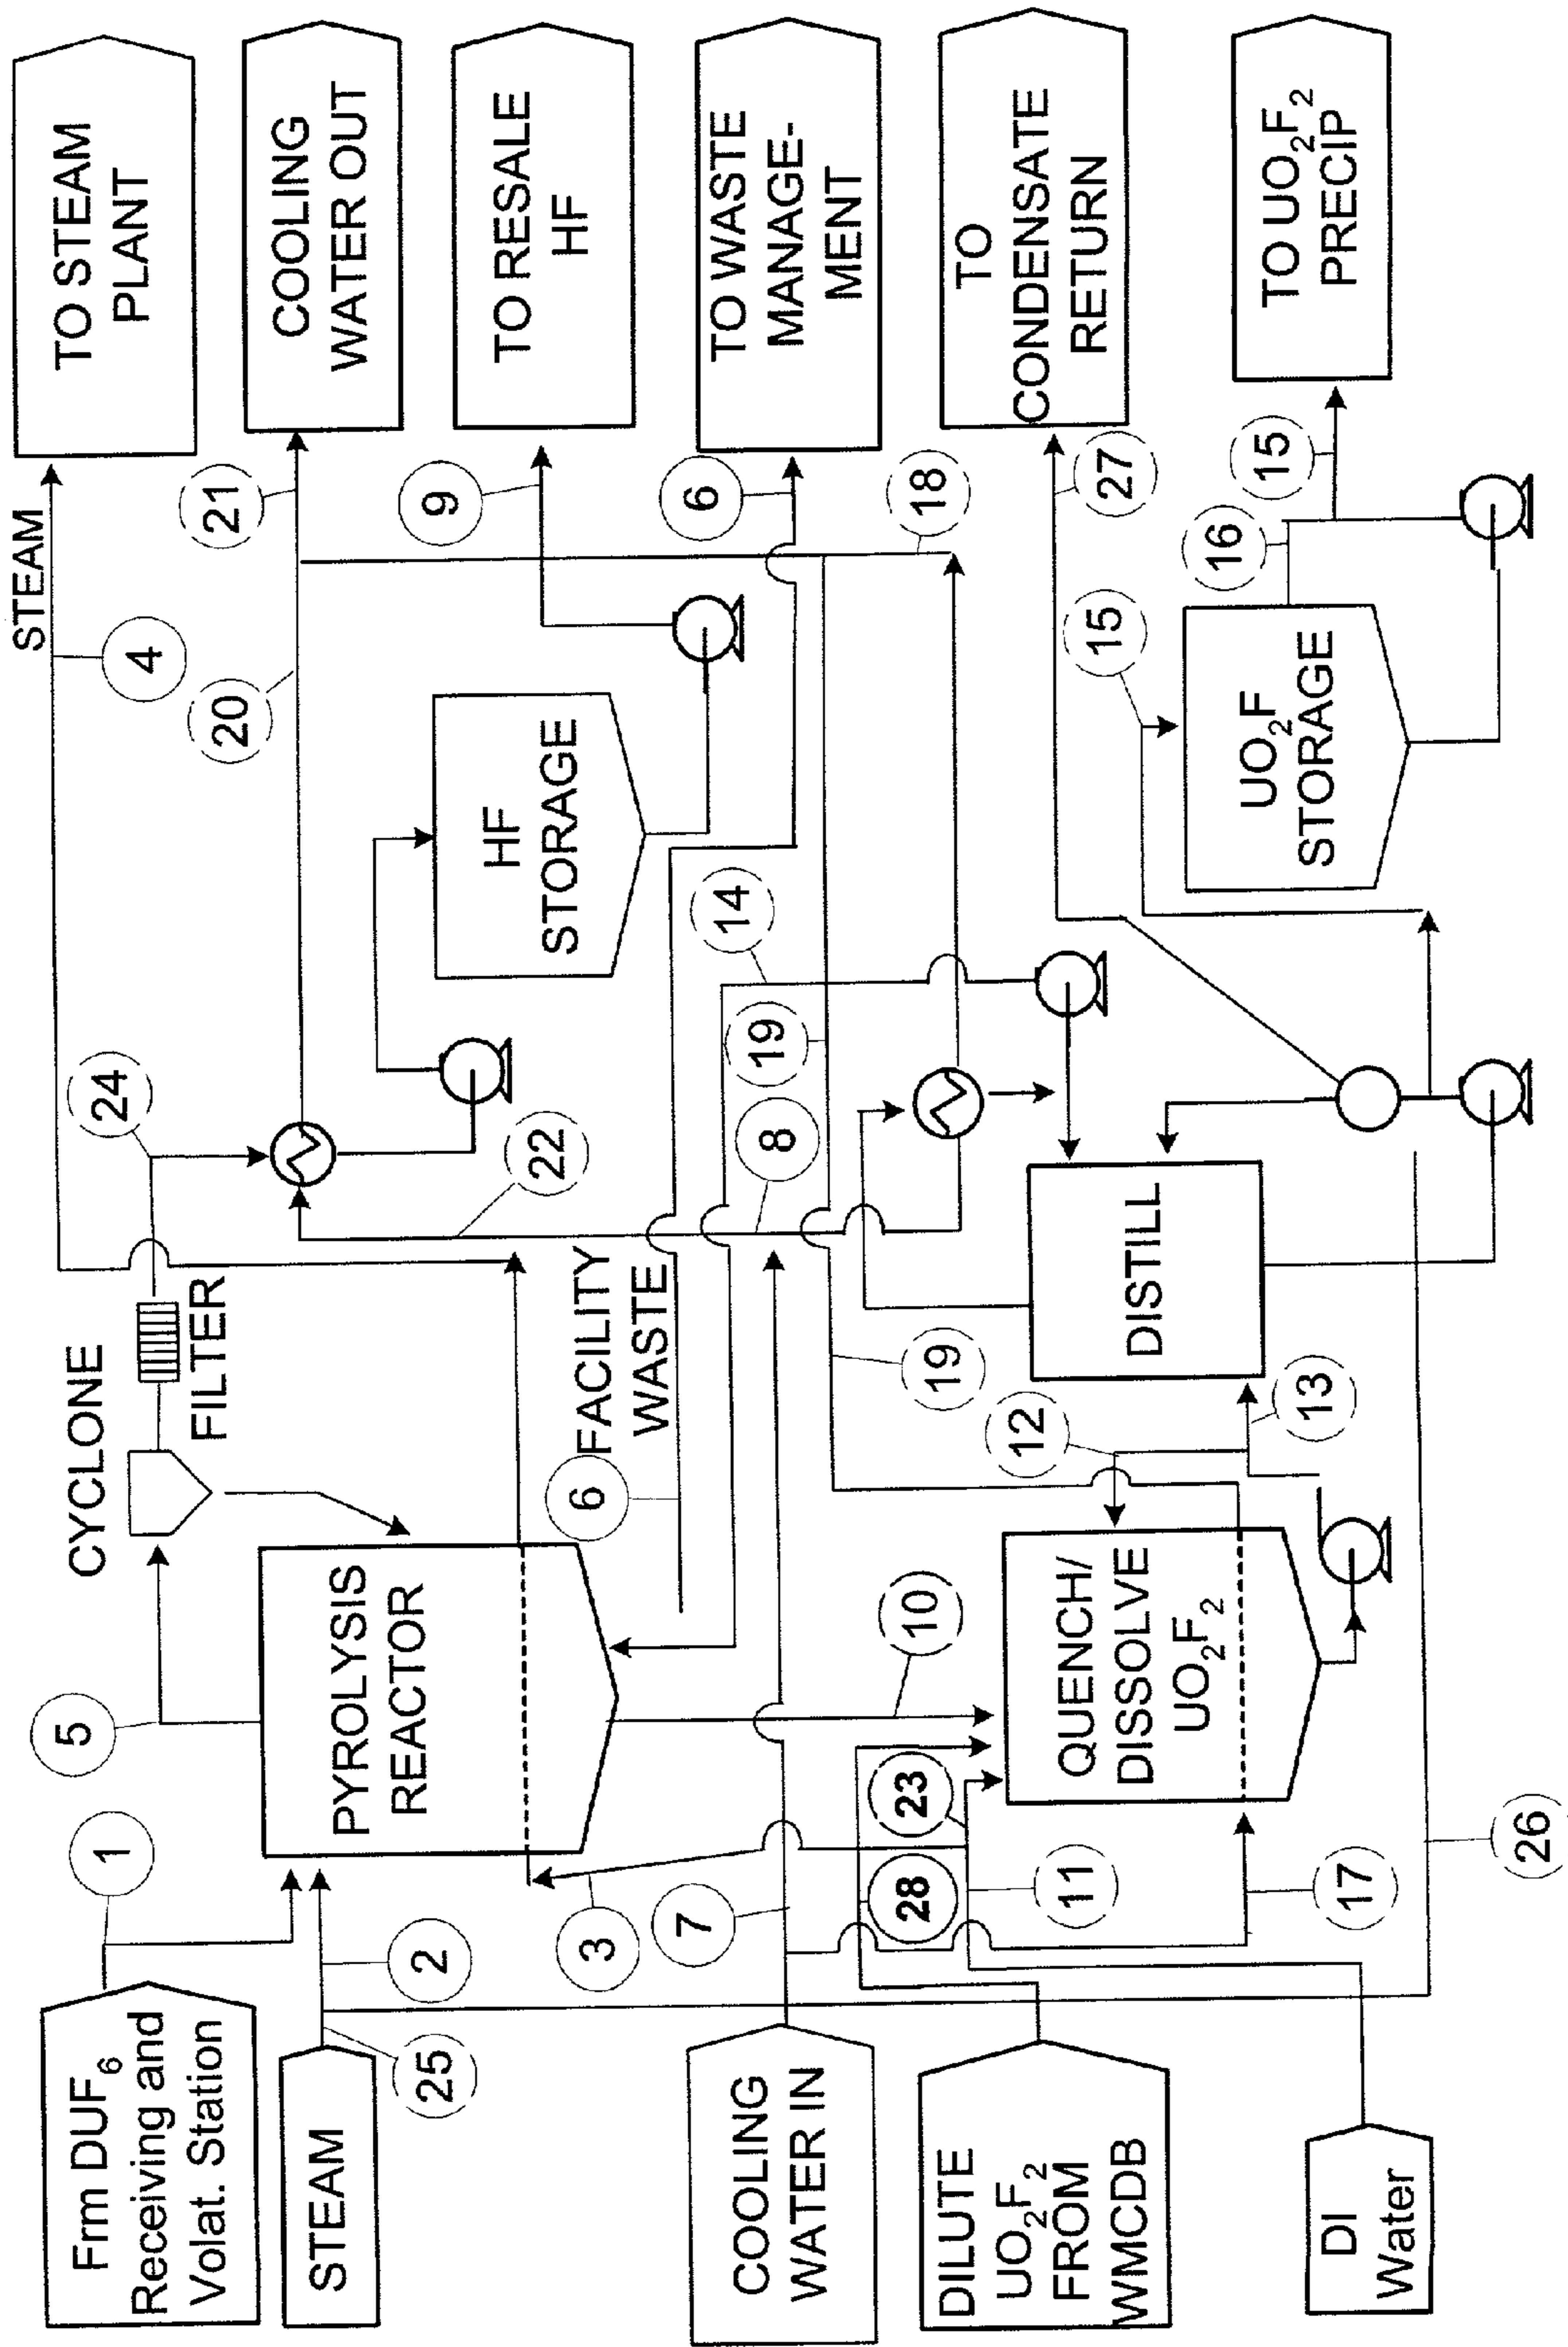 Frm DUF6
Receiving and
Volat. Station
STEAM
COOLING
WATER IN
DILUTE
UO2F2
FROM
WMCDB
DI
Water
1
2
25
3
7
28
23
11
17
26
5
CYCLONE
FILTER
24
PYROLYSIS
REACTOR
6
FACILITY
WASTE
10
QUENCH/
DISSOLVE
UO2F2
12
13
19
DISTILL
22
8
19
14
HF
STORAGE
20
4
STEAM
21
9
6
18
27
15
UO2F
STORAGE
16
15
TO STEAM
PLANT
COOLING
WATER OUT
TO RESALE
HF
TO WASTE
MANAGE-
MENT
TO
CONDENSATE
RETURN
TO UO2F2
PRECIP